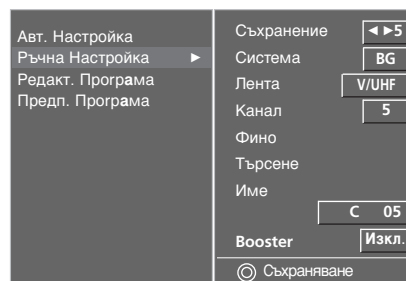 Авт. Настройка
Ръчна Настройка ►
Редакт. Програма
Предп. Програма
Съхранение ◄►5
Система BG
Лента V/UHF
Канал 5
Фино
Търсене
Име
C 05
Booster Изкл.
Съхраняване